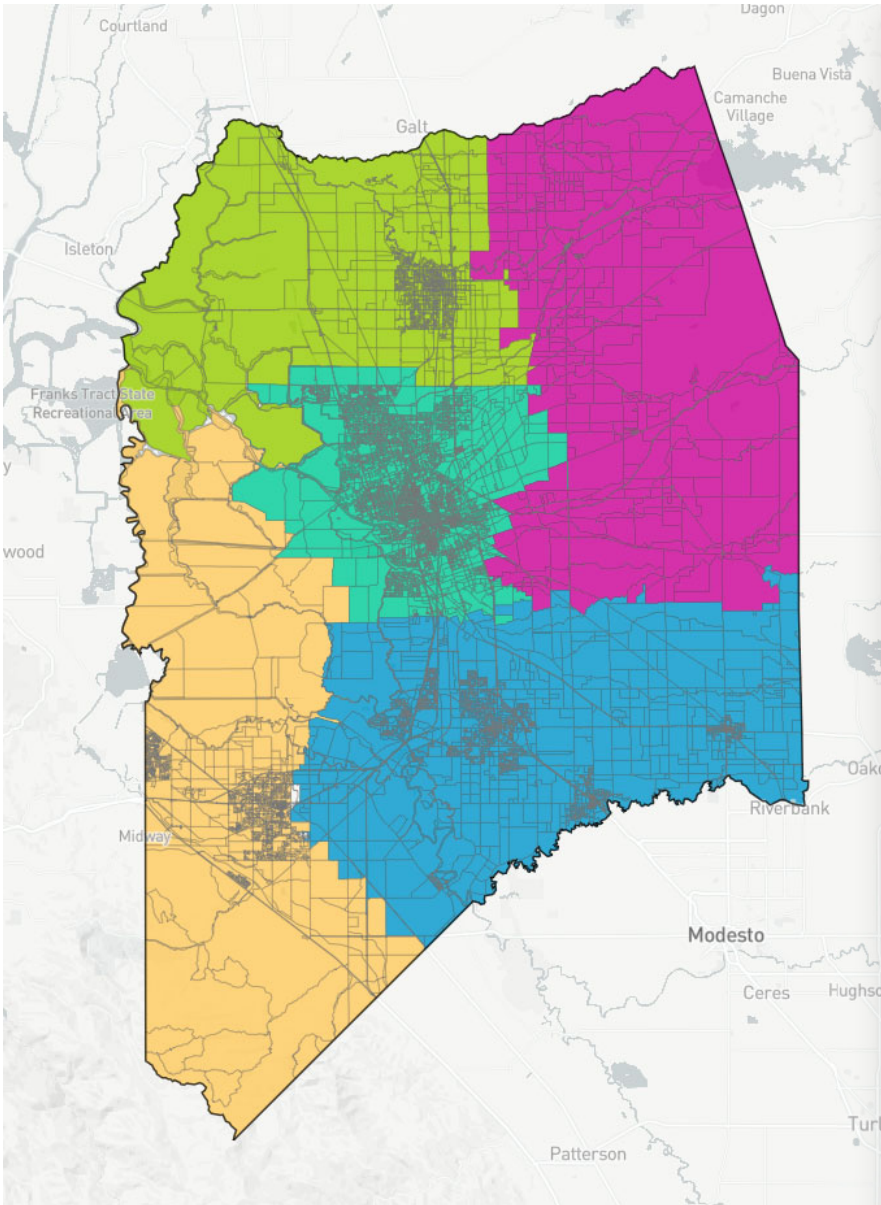 Dagon
Courtland
Buena Vista
Camanche
Village
Galt
Isleton
Franks Tract State
Recreational Area
y
wood
Oako
Riverbank
Midway
Modesto
Ceres
Hughso
Turl
Patterson